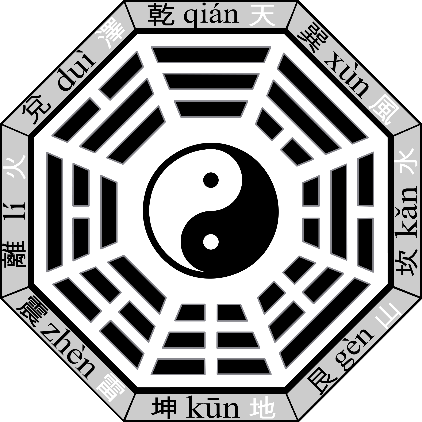 乾 qián 天
巽 xùn 風
水 kǎn 坎
山 gèn 艮
坤 kūn 地
震 zhèn 雷
離 lí 火
兌 duì 澤